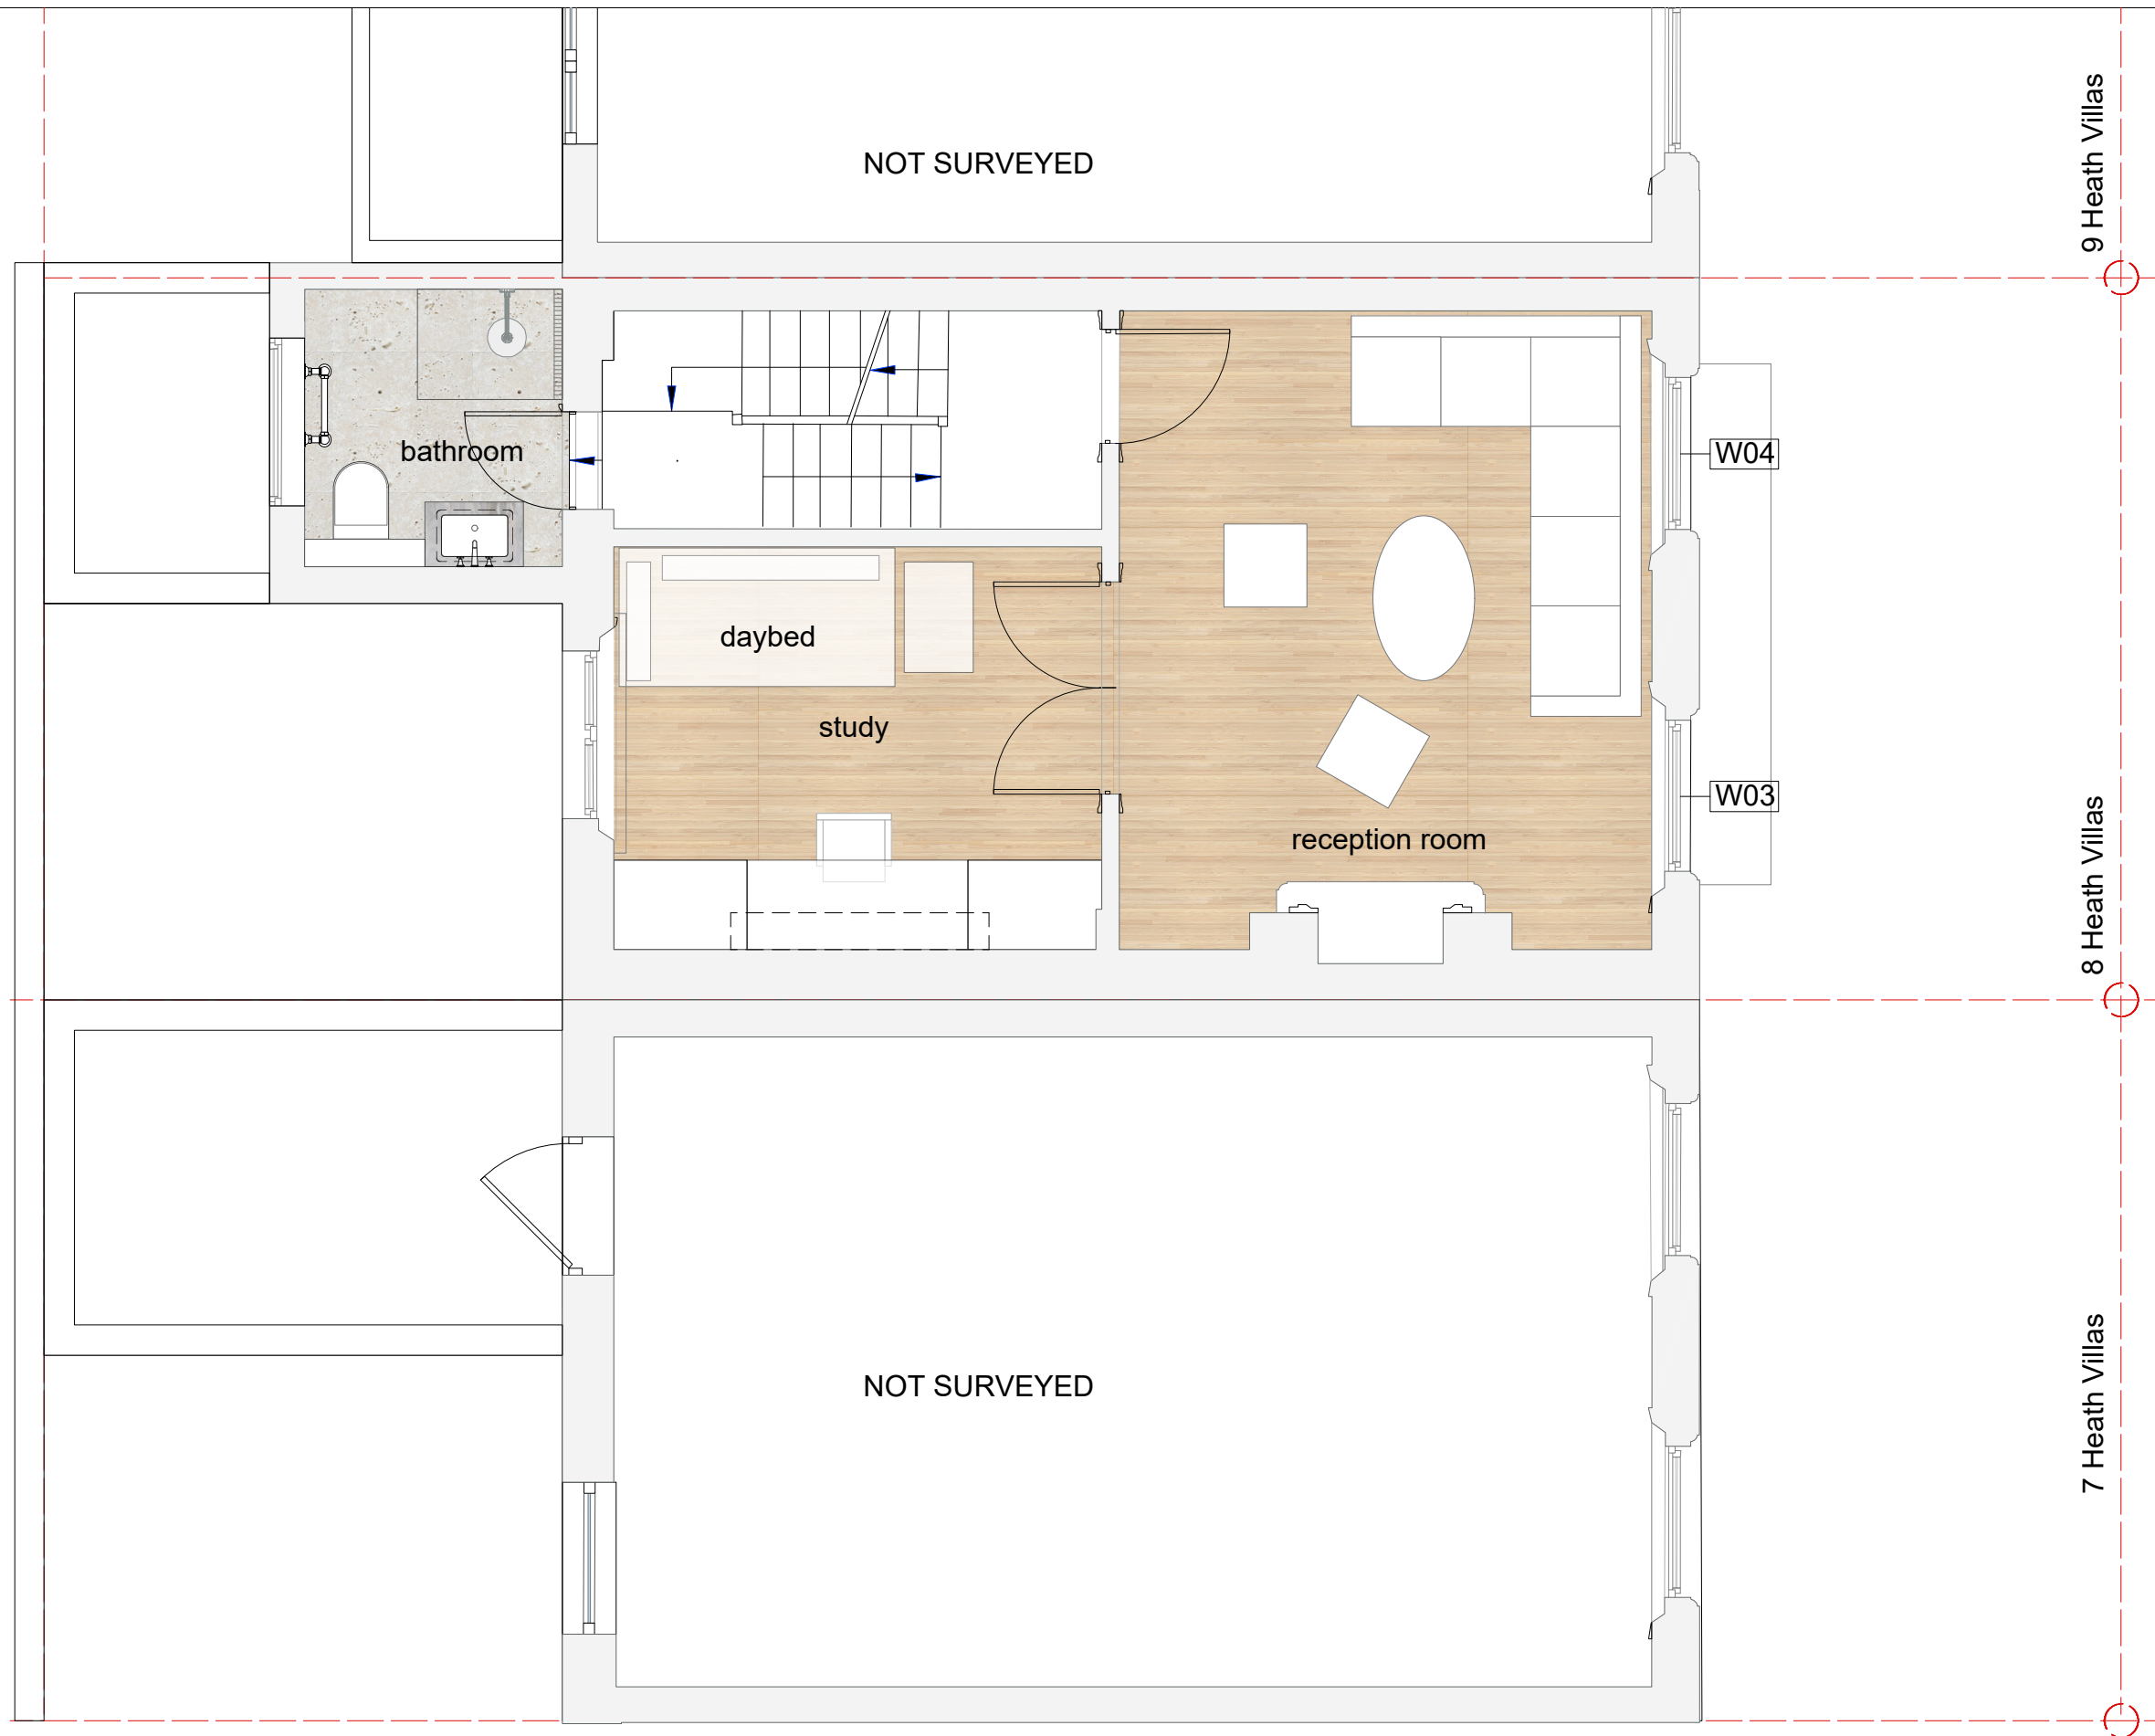 NOT SURVEYED
9 Heath Villas
bathroom
W04
daybed
study
W03
reception room
8 Heath Villas
NOT SURVEYED
7 Heath Villas